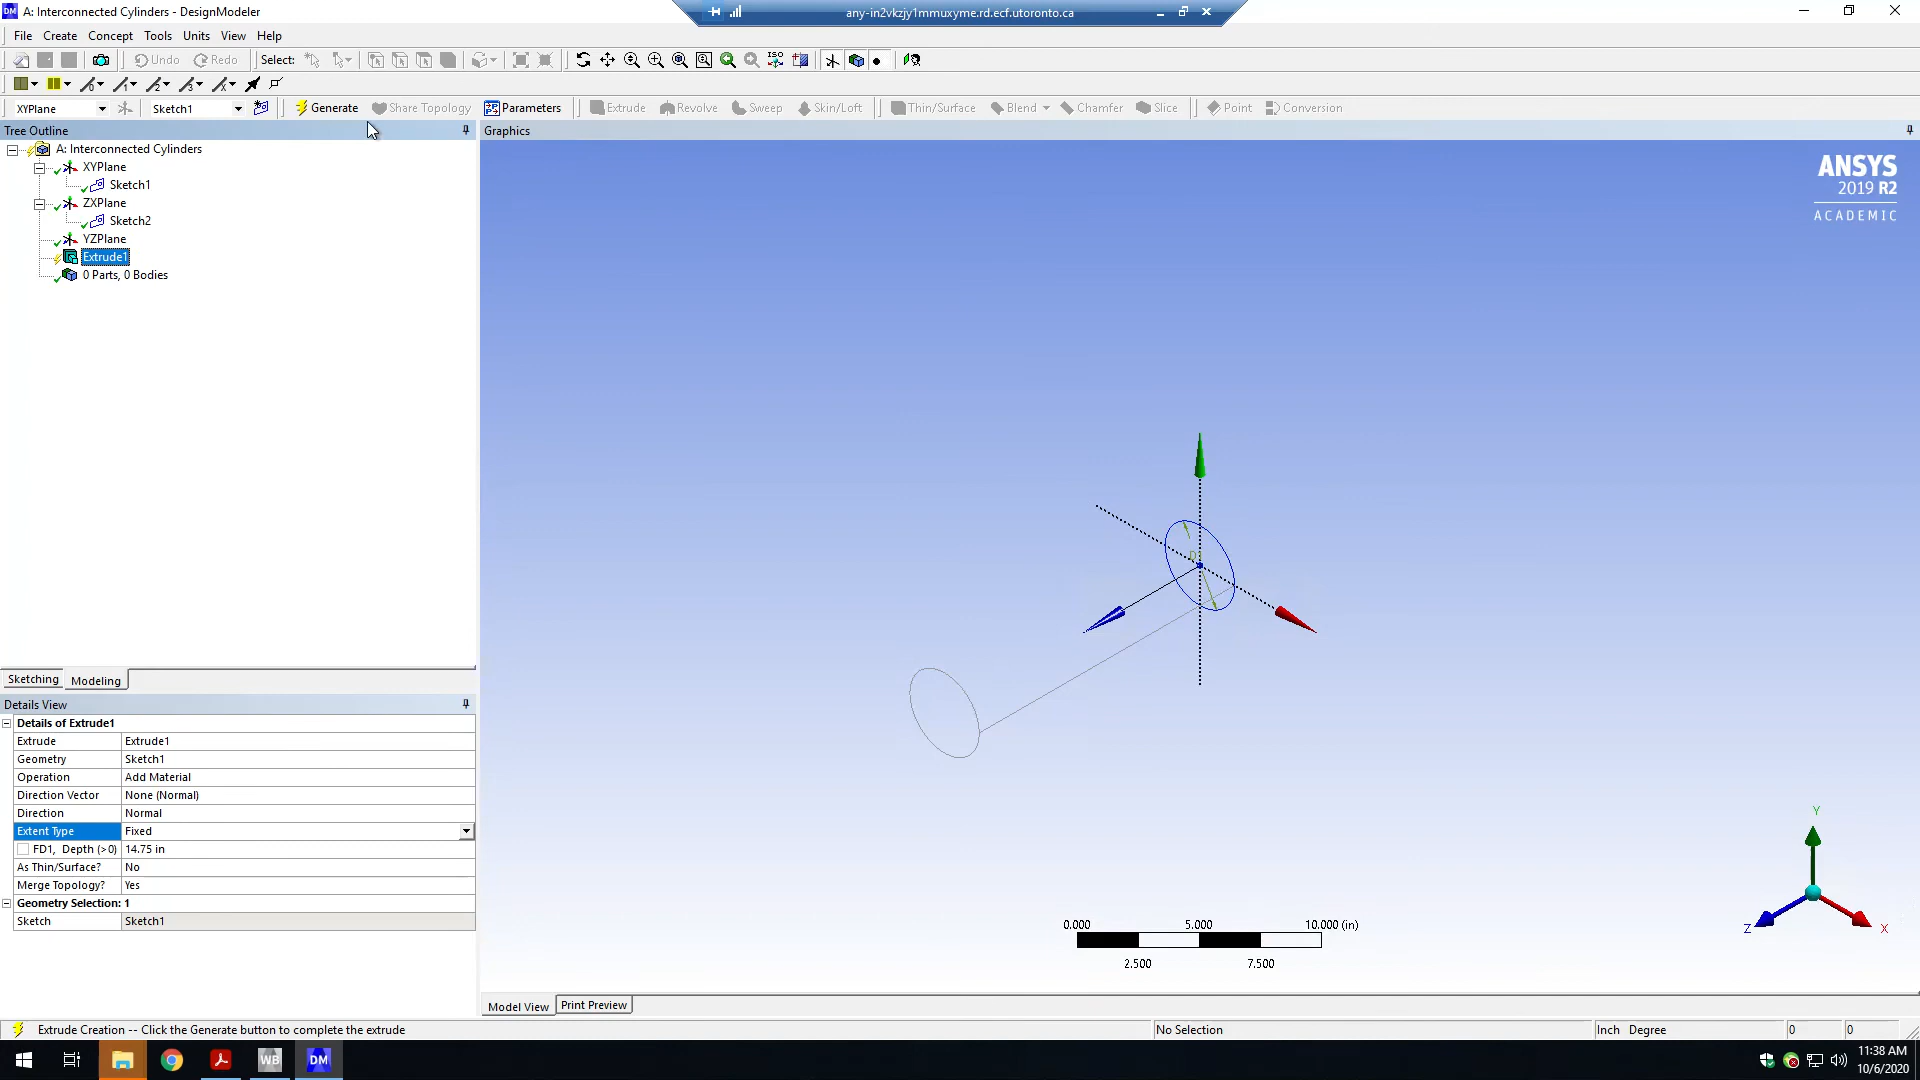 A: Interconnected Cylinders - DesignModeler
any-in2vkzjy1mmuxyme.rd.ecf.utoronto.ca
File Create Concept Tools Units View Help
Undo Redo Select: ISO
XYPlane Sketch1 Generate Share Topology Parameters Extrude Revolve Sweep Skin/Loft Thin/Surface Blend Chamfer Slice Point Conversion
Tree Outline
Graphics
A: Interconnected Cylinders
XYPlane
Sketch1
ZXPlane
Sketch2
YZPlane
Extrude1
0 Parts, 0 Bodies
ANSYS
2019 R2
ACADEMIC
Sketching Modeling
Details View
Details of Extrude1
Extrude Extrude1
Geometry Sketch1
Operation Add Material
Direction Vector None (Normal)
Direction Normal
Extent Type Fixed
FD1, Depth (>0) 14.75 in
As Thin/Surface? No
Merge Topology? Yes
Geometry Selection: 1
Sketch Sketch1
Y
Z
X
0.000 5.000 10.000 (in)
2.500 7.500
Model View Print Preview
Extrude Creation -- Click the Generate button to complete the extrude
No Selection
Inch Degree 0 0
WB DM
11:38 AM
10/6/2020